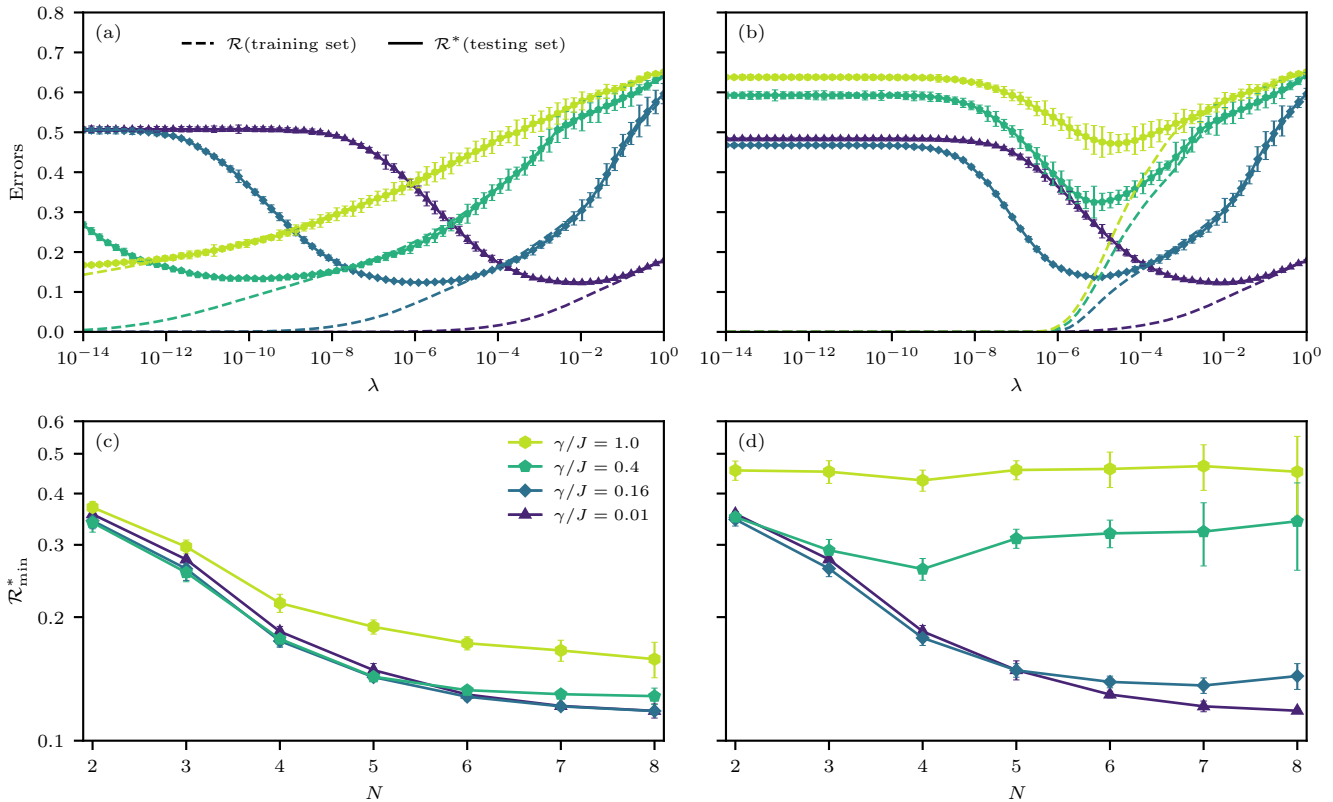 (a)
ℛ(training set)
ℛ*(testing set)
Errors
0.8
0.7
0.6
0.5
0.4
0.3
0.2
0.1
0.0
10⁻¹⁴ 10⁻¹² 10⁻¹⁰ 10⁻⁸ 10⁻⁶ 10⁻⁴ 10⁻² 10⁰
λ
(b)
10⁻¹⁴ 10⁻¹² 10⁻¹⁰ 10⁻⁸ 10⁻⁶ 10⁻⁴ 10⁻² 10⁰
λ
(c)
γ/J = 1.0
γ/J = 0.4
γ/J = 0.16
γ/J = 0.01
ℛ*min
0.6
0.5
0.4
0.3
0.2
0.1
2 3 4 5 6 7 8
N
(d)
2 3 4 5 6 7 8
N